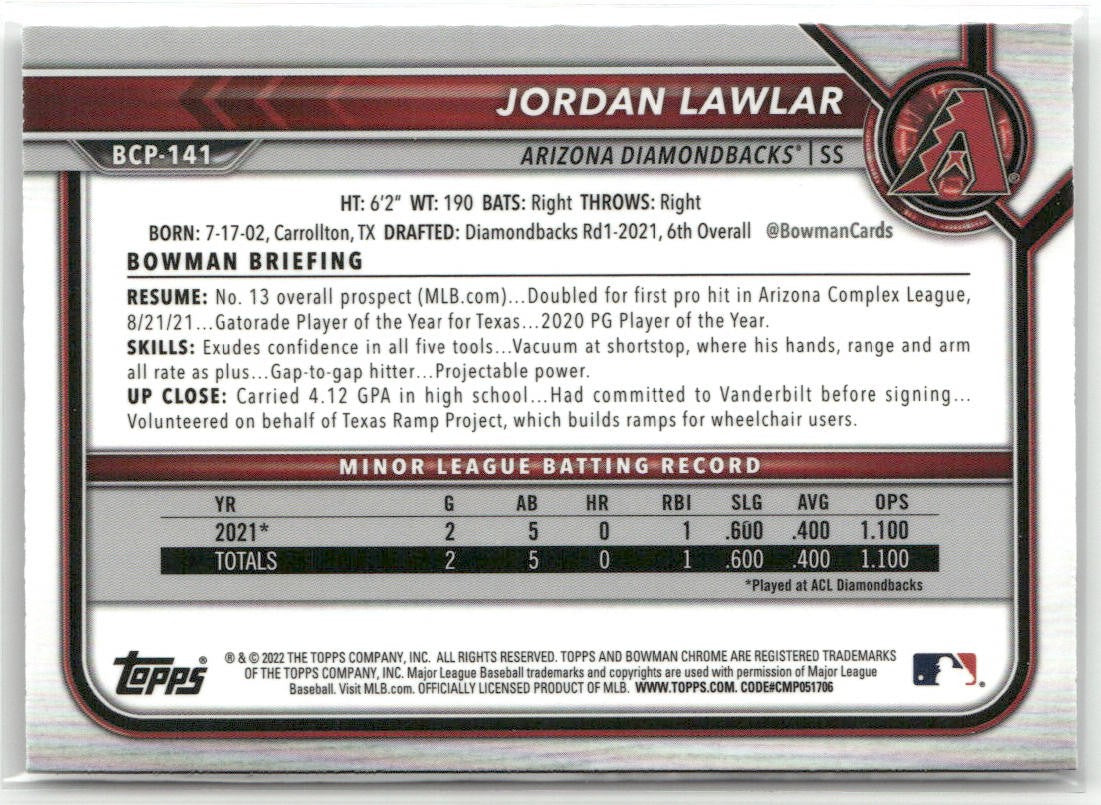 JORDAN LAWLAR
BCP-141
ARIZONA DIAMONDBACKS® | SS
HT: 6'2" WT: 190 BATS: Right THROWS: Right
BORN: 7-17-02, Carrollton, TX DRAFTED: Diamondbacks Rd1-2021, 6th Overall @BowmanCards
BOWMAN BRIEFING
RESUME: No. 13 overall prospect (MLB.com)...Doubled for first pro hit in Arizona Complex League,
8/21/21...Gatorade Player of the Year for Texas...2020 PG Player of the Year.
SKILLS: Exudes confidence in all five tools...Vacuum at shortstop, where his hands, range and arm
all rate as plus...Gap-to-gap hitter...Projectable power.
UP CLOSE: Carried 4.12 GPA in high school...Had committed to Vanderbilt before signing...
Volunteered on behalf of Texas Ramp Project, which builds ramps for wheelchair users.
MINOR LEAGUE BATTING RECORD
YR G AB HR RBI SLG AVG OPS
2021* 2 5 0 1 .600 .400 1.100
TOTALS 2 5 0 1 .600 .400 1.100
*Played at ACL Diamondbacks
topps®
® & © 2022 THE TOPPS COMPANY, INC. ALL RIGHTS RESERVED. TOPPS AND BOWMAN CHROME ARE REGISTERED TRADEMARKS
OF THE TOPPS COMPANY, INC. Major League Baseball trademarks and copyrights are used with permission of Major League
Baseball. Visit MLB.com. OFFICIALLY LICENSED PRODUCT OF MLB. WWW.TOPPS.COM. CODE#CMP051706